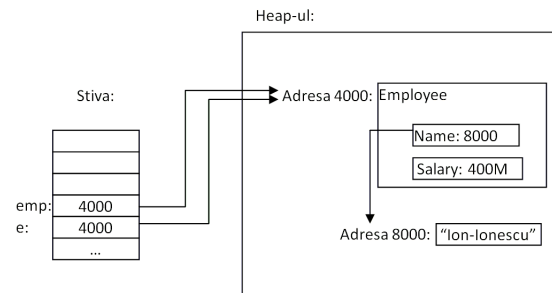 Heap-ul:
Stiva:
Adresa 4000: Employee
Name: 8000
Salary: 400M
emp: 4000
e: 4000
...
Adresa 8000: “Ion-Ionescu”